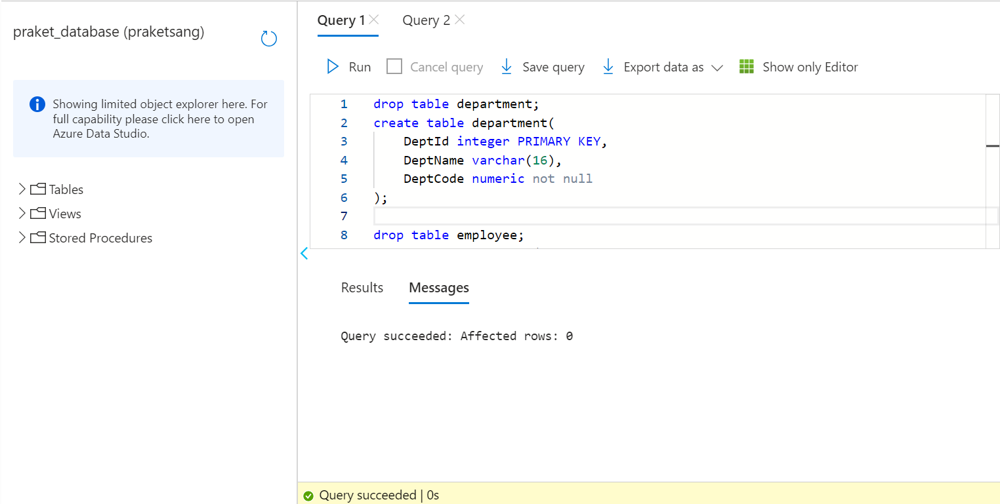 praket_database (praketsang)
Showing limited object explorer here. For
full capability please click here to open
Azure Data Studio.
Tables
Views
Stored Procedures
Query 1 Query 2
Run Cancel query Save query Export data as Show only Editor
1 drop table department;
2 create table department(
3 DeptId integer PRIMARY KEY,
4 DeptName varchar(16),
5 DeptCode numeric not null
6 );
7
8 drop table employee;
Results Messages
Query succeeded: Affected rows: 0
Query succeeded | 0s